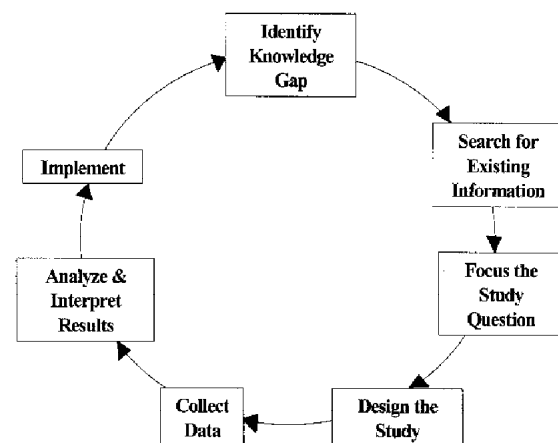 Identify
Knowledge
Gap
Search for
Existing
Information
Focus the
Study
Question
Design the
Study
Collect
Data
Analyze &
Interpret
Results
Implement